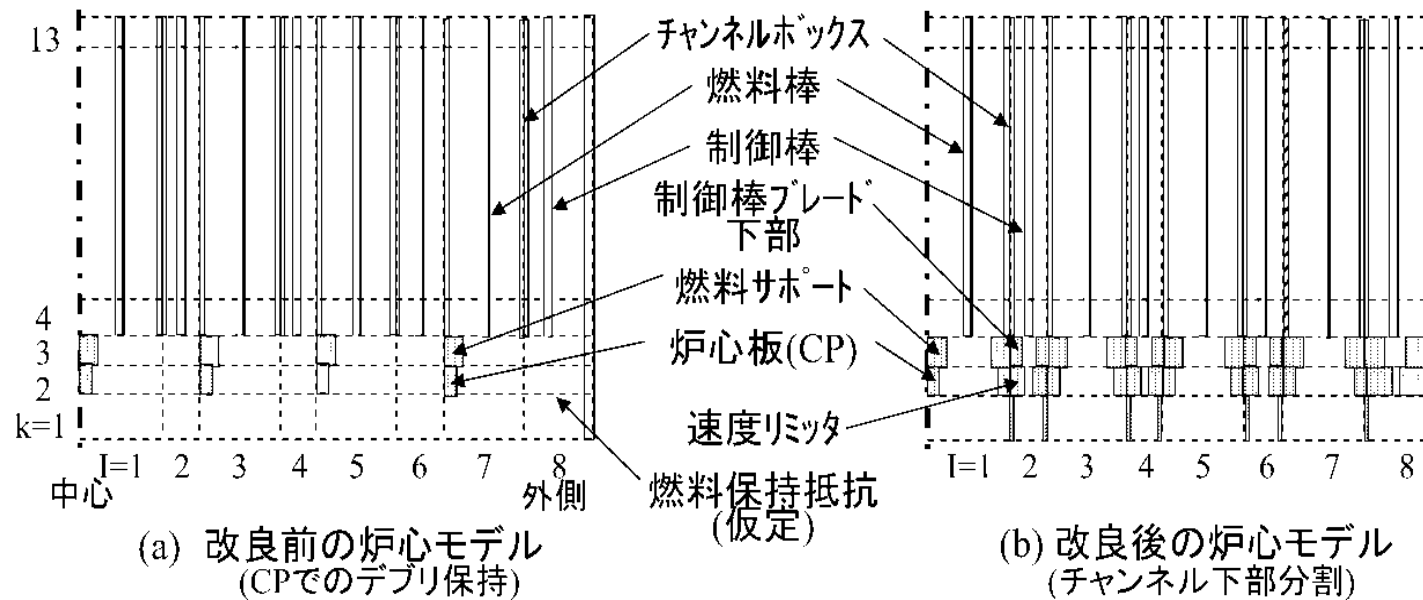 13
4
3
2
k=1
I=1 2 3 4 5 6 7 8
中心
外側
チャンネルボックス
燃料棒
制御棒
制御棒ブレード
下部
燃料サポート
炉心板(CP)
速度リミッタ
燃料保持抵抗
(仮定)
I=1 2 3 4 5 6 7 8
(a) 改良前の炉心モデル
(CPでのデブリ保持)
(b) 改良後の炉心モデル
(チャンネル下部分割)